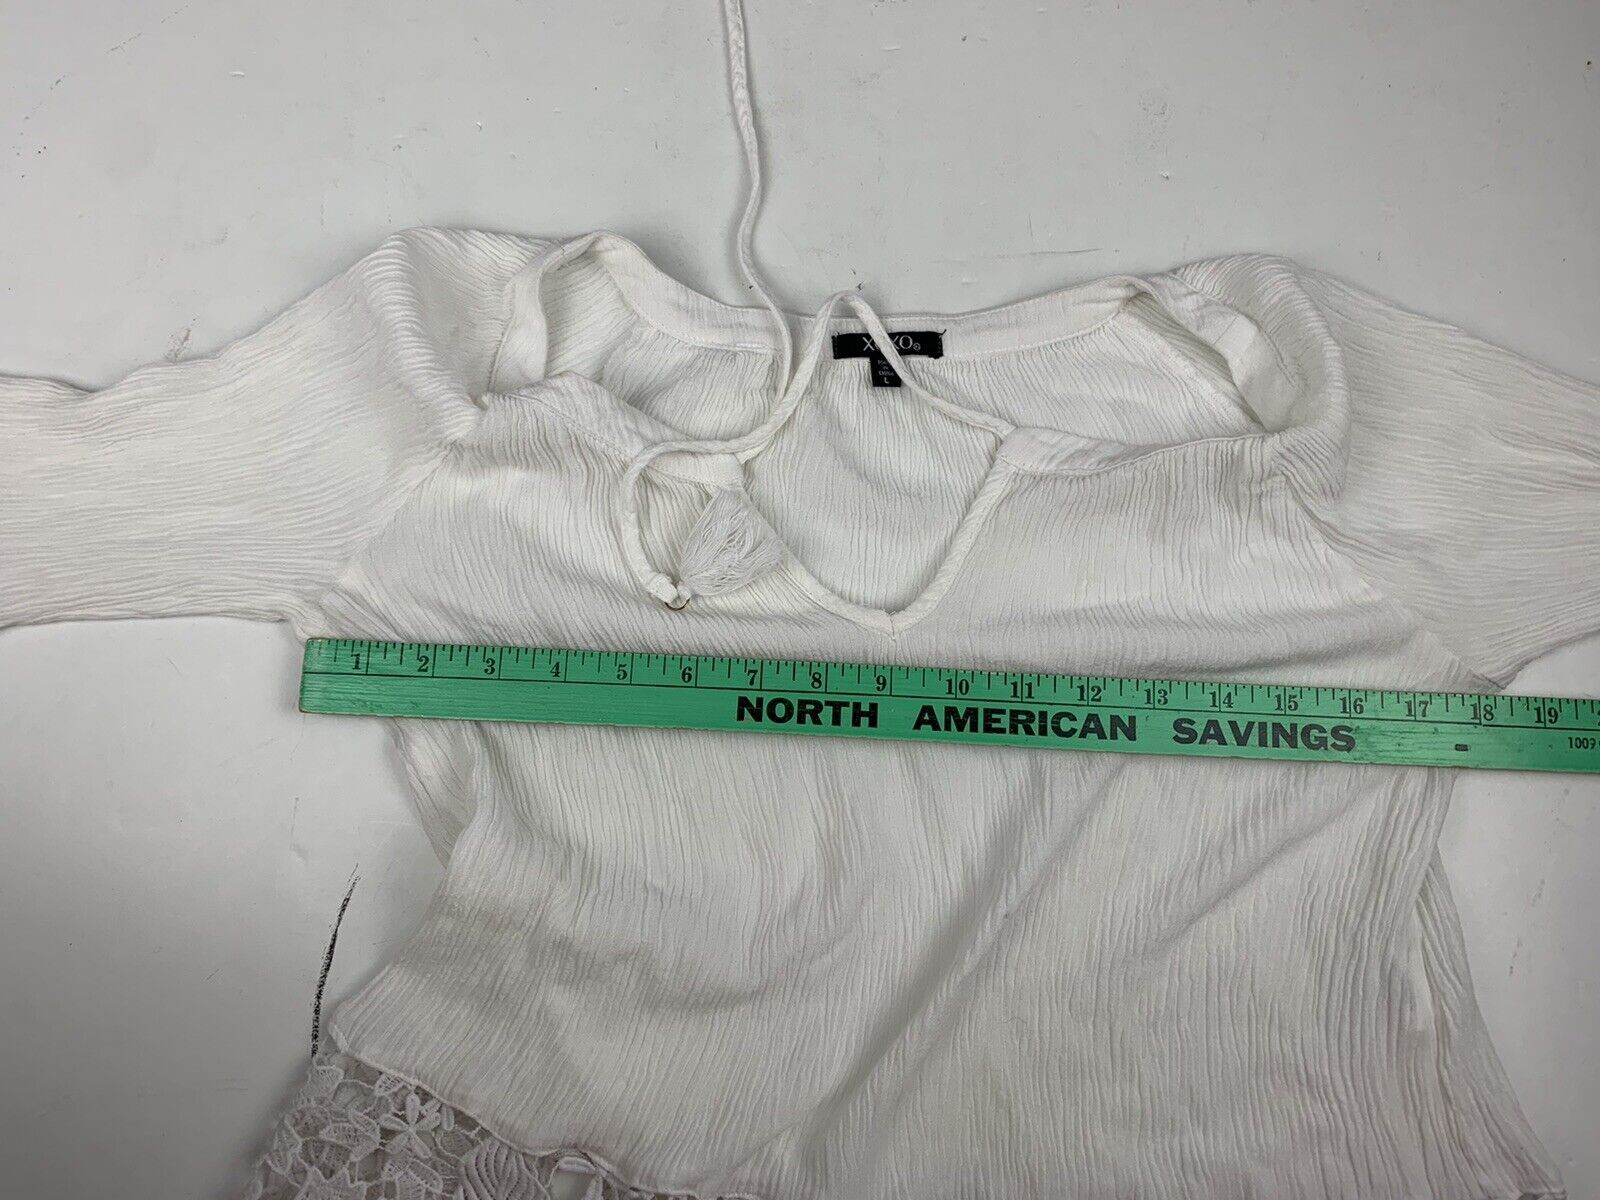 XOXO®
IN
L
1 2 3 4 5 6 7 8 9 10 11 12 13 14 15 16 17 18 19
NORTH AMERICAN SAVINGS
1009